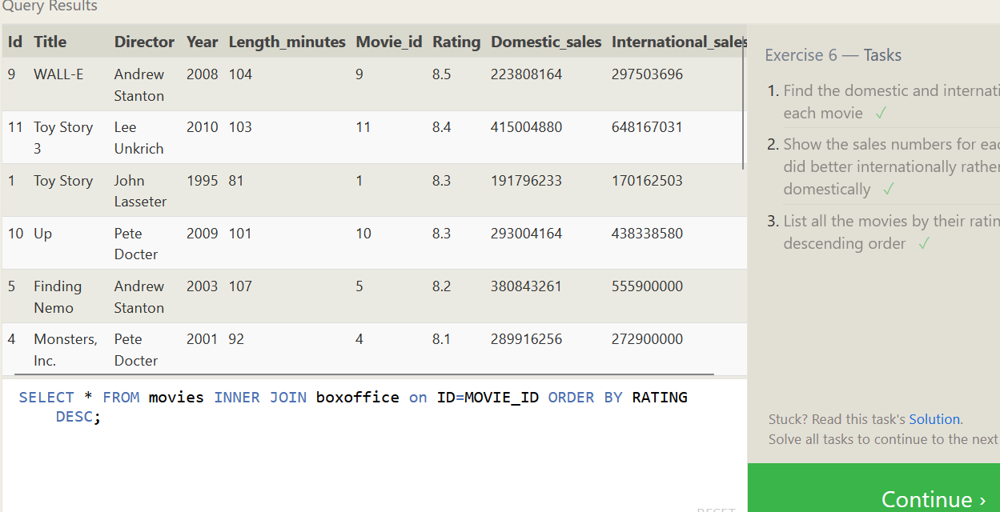 Query Results
Id Title Director Year Length_minutes Movie_id Rating Domestic_sales International_sales
9 WALL-E Andrew Stanton 2008 104 9 8.5 223808164 297503696
11 Toy Story 3 Lee Unkrich 2010 103 11 8.4 415004880 648167031
1 Toy Story John Lasseter 1995 81 1 8.3 191796233 170162503
10 Up Pete Docter 2009 101 10 8.3 293004164 438338580
5 Finding Nemo Andrew Stanton 2003 107 5 8.2 380843261 555900000
4 Monsters, Inc. Pete Docter 2001 92 4 8.1 289916256 272900000
SELECT * FROM movies INNER JOIN boxoffice on ID=MOVIE_ID ORDER BY RATING
DESC;
Exercise 6 — Tasks
1. Find the domestic and internati
each movie ✓
2. Show the sales numbers for eac
did better internationally rather
domestically ✓
3. List all the movies by their ratin
descending order ✓
Stuck? Read this task's Solution.
Solve all tasks to continue to the next
RESET
Continue ›